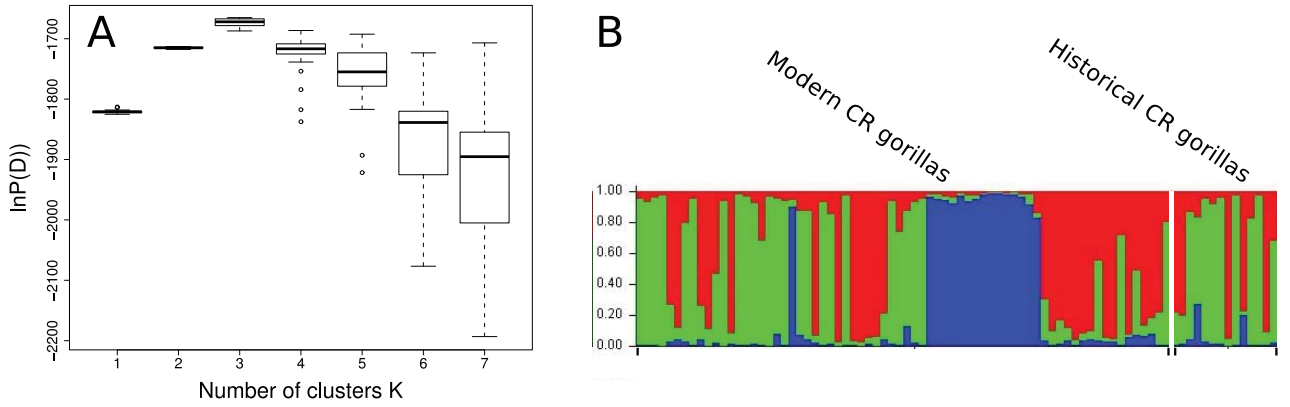 A
lnP(D))
−1700
−1800
−1900
−2000
−2100
−2200
1 2 3 4 5 6 7
Number of clusters K
B
Modern CR gorillas
Historical CR gorillas
1.00
0.80
0.60
0.40
0.20
0.00